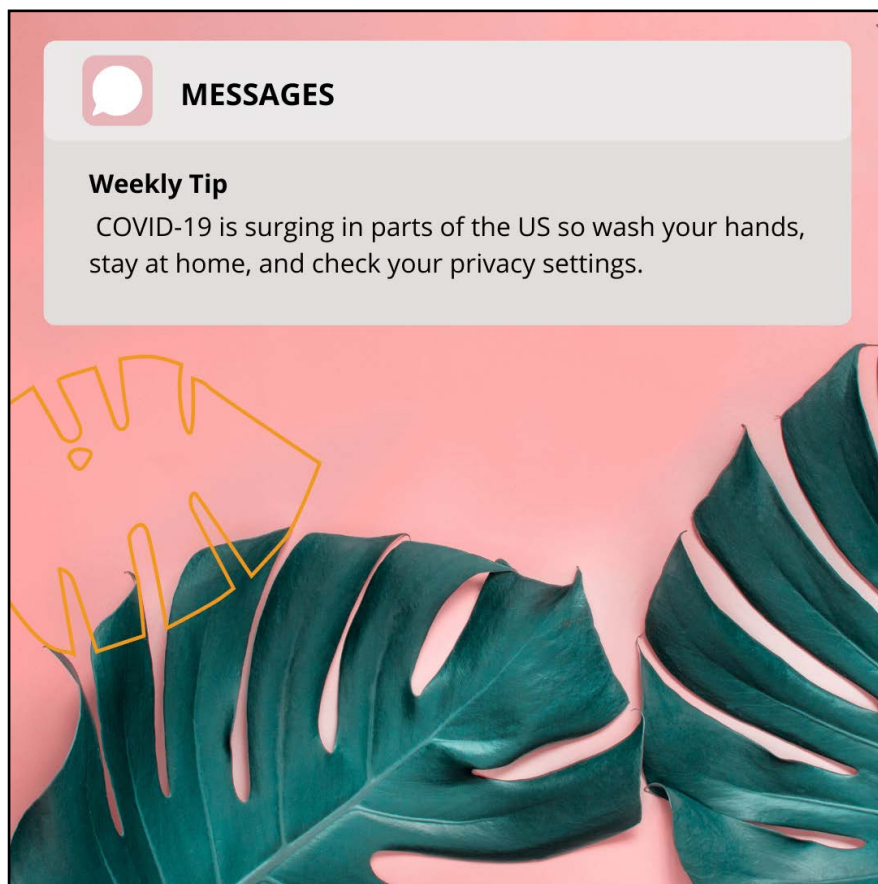 MESSAGES
Weekly Tip
COVID-19 is surging in parts of the US so wash your hands,
stay at home, and check your privacy settings.